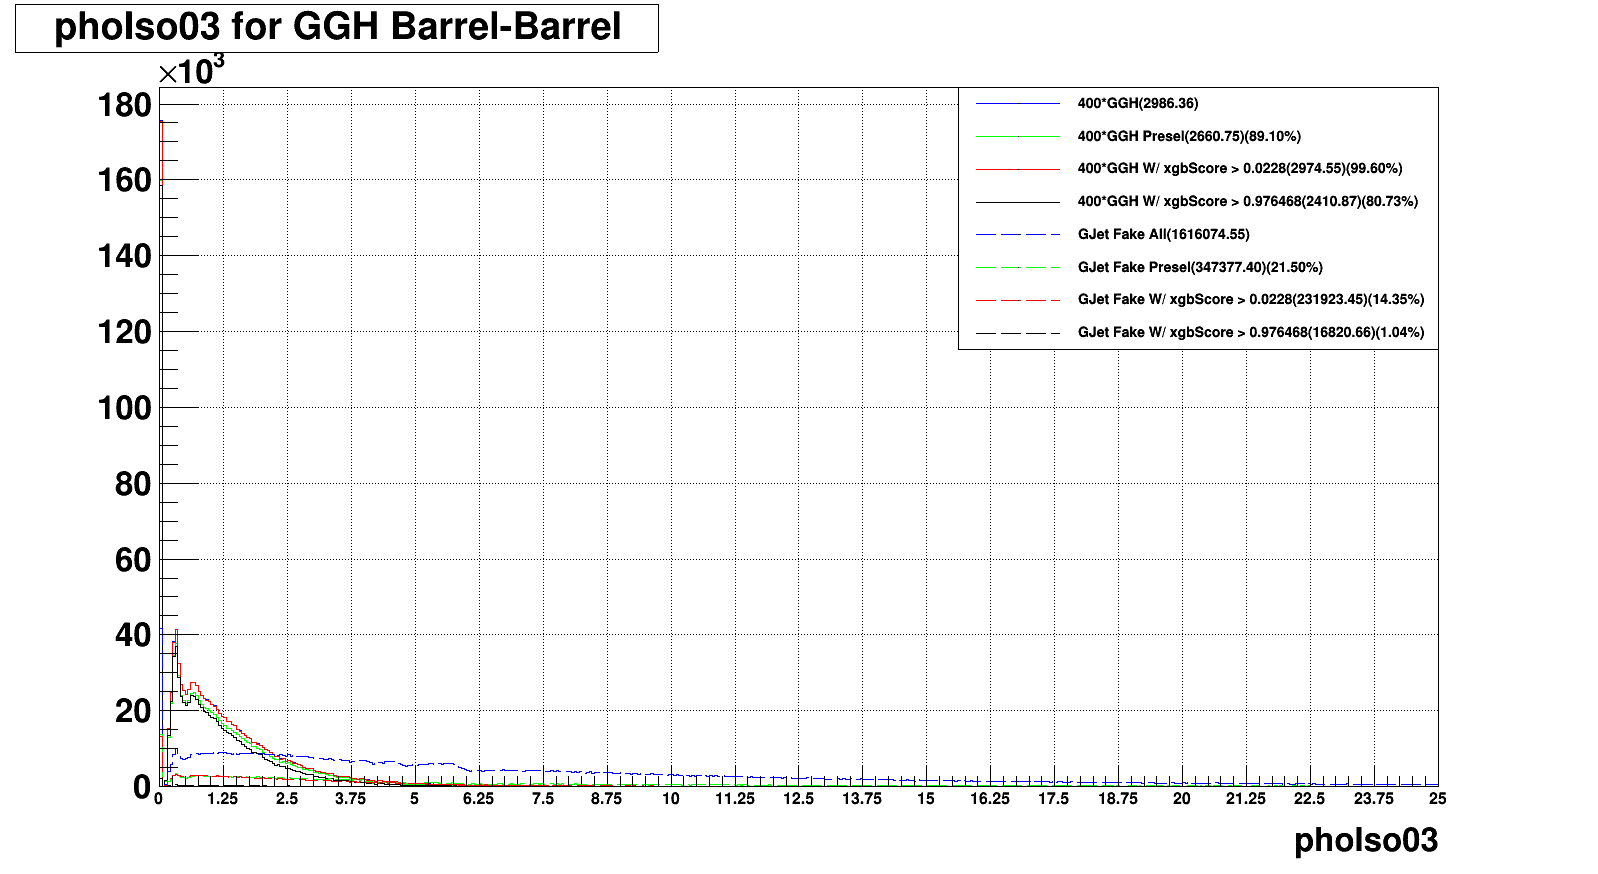 phoIso03 for GGH Barrel-Barrel
×10³
180
160
140
120
100
80
60
40
20
0
400*GGH(2986.36)
400*GGH Presel(2660.75)(89.10%)
400*GGH W/ xgbScore > 0.0228(2974.55)(99.60%)
400*GGH W/ xgbScore > 0.976468(2410.87)(80.73%)
GJet Fake All(1616074.55)
GJet Fake Presel(347377.40)(21.50%)
GJet Fake W/ xgbScore > 0.0228(231923.45)(14.35%)
GJet Fake W/ xgbScore > 0.976468(16820.66)(1.04%)
0 1.25 2.5 3.75 5 6.25 7.5 8.75 10 11.25 12.5 13.75 15 16.25 17.5 18.75 20 21.25 22.5 23.75 25
phoIso03